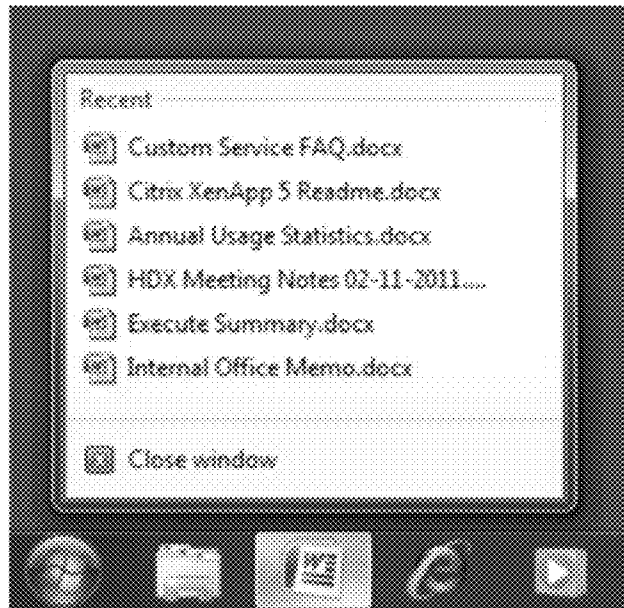 Recent
Custom Service FAQ.docx
Citrix XenApp 5 Readme.docx
Annual Usage Statistics.docx
HDX Meeting Notes 02-11-2011....
Execute Summary.docx
Internal Office Memo.docx
Close window